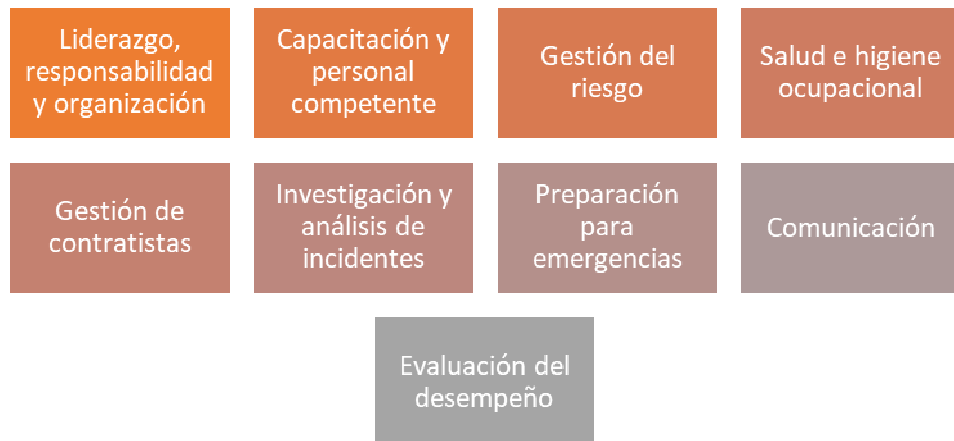 Liderazgo,
responsabilidad
y organización
Capacitación y
personal
competente
Gestión del
riesgo
Salud e higiene
ocupacional
Gestión de
contratistas
Investigación y
análisis de
incidentes
Preparación
para
emergencias
Comunicación
Evaluación del
desempeño